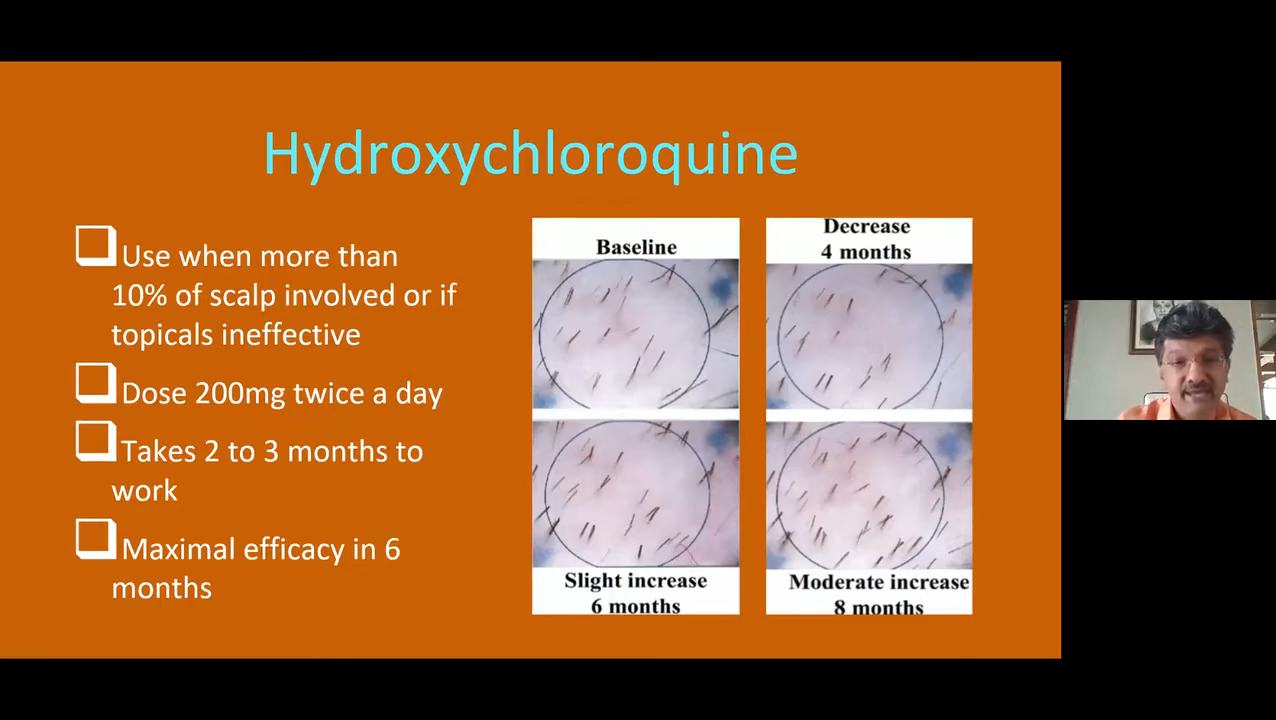 Hydroxychloroquine
Use when more than
10% of scalp involved or if
topicals ineffective
Dose 200mg twice a day
Takes 2 to 3 months to
work
Maximal efficacy in 6
months
Baseline
Decrease
4 months
Slight increase
6 months
Moderate increase
8 months